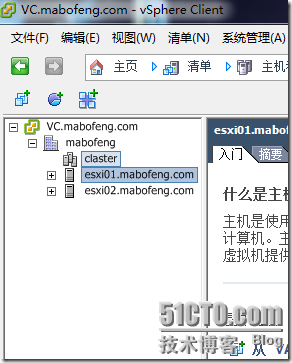 VC.mabofeng.com - vSphere Client
文件(F) 编辑(E) 视图(W) 清单(N) 系统管理(A)
主页 清单 主机
VC.mabofeng.com
mabofeng
claster
esxi01.mabofeng.com
esxi02.mabofeng.com
esxi01.mabo
入门 摘要
什么是主
主机是使用
计算机。主
虚拟机提供
51CTO.com
技术博客 Blog
从